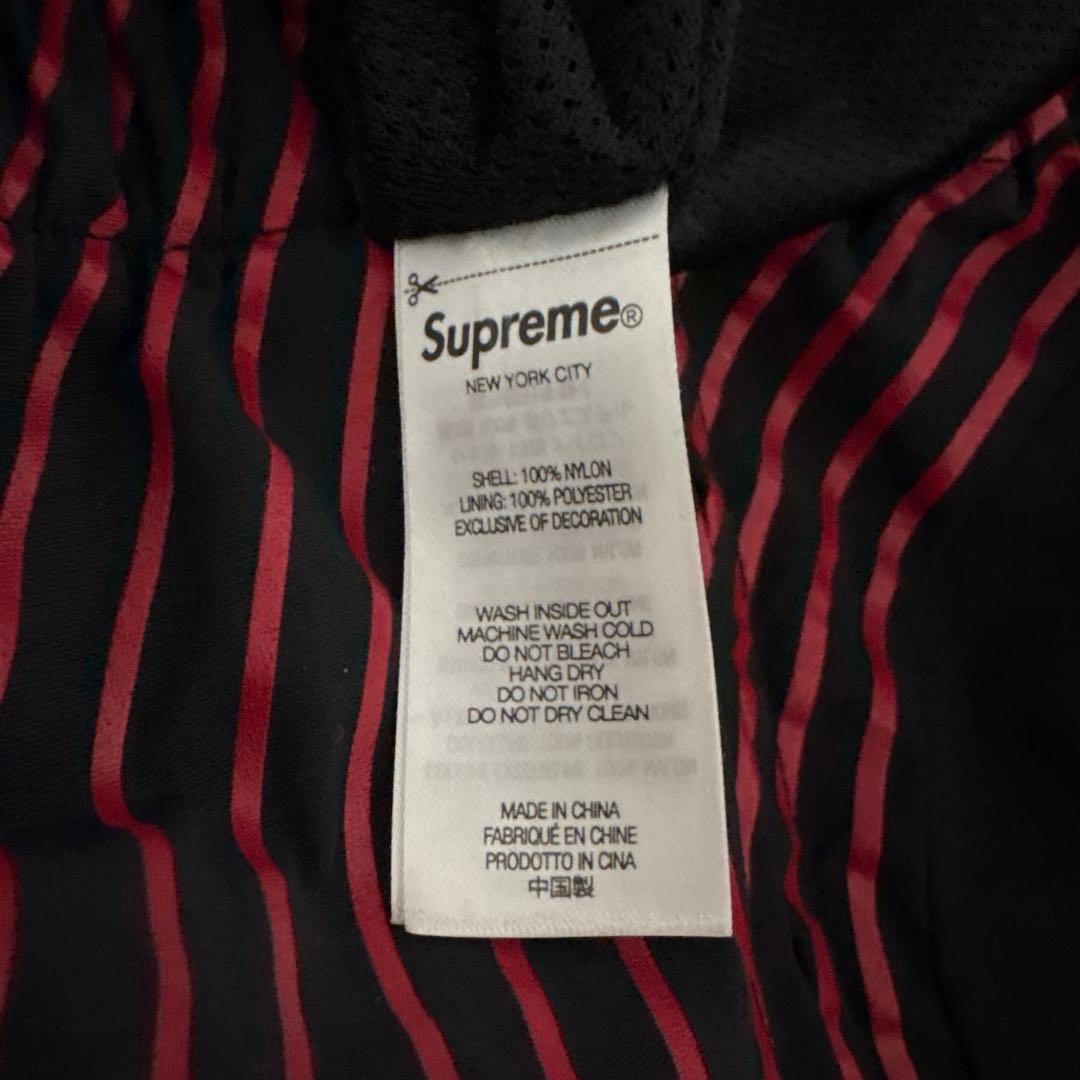 Supreme®
NEW YORK CITY
SHELL: 100% NYLON
LINING: 100% POLYESTER
EXCLUSIVE OF DECORATION
WASH INSIDE OUT
MACHINE WASH COLD
DO NOT BLEACH
HANG DRY
DO NOT IRON
DO NOT DRY CLEAN
MADE IN CHINA
FABRIQUÉ EN CHINE
PRODOTTO IN CINA
中国製